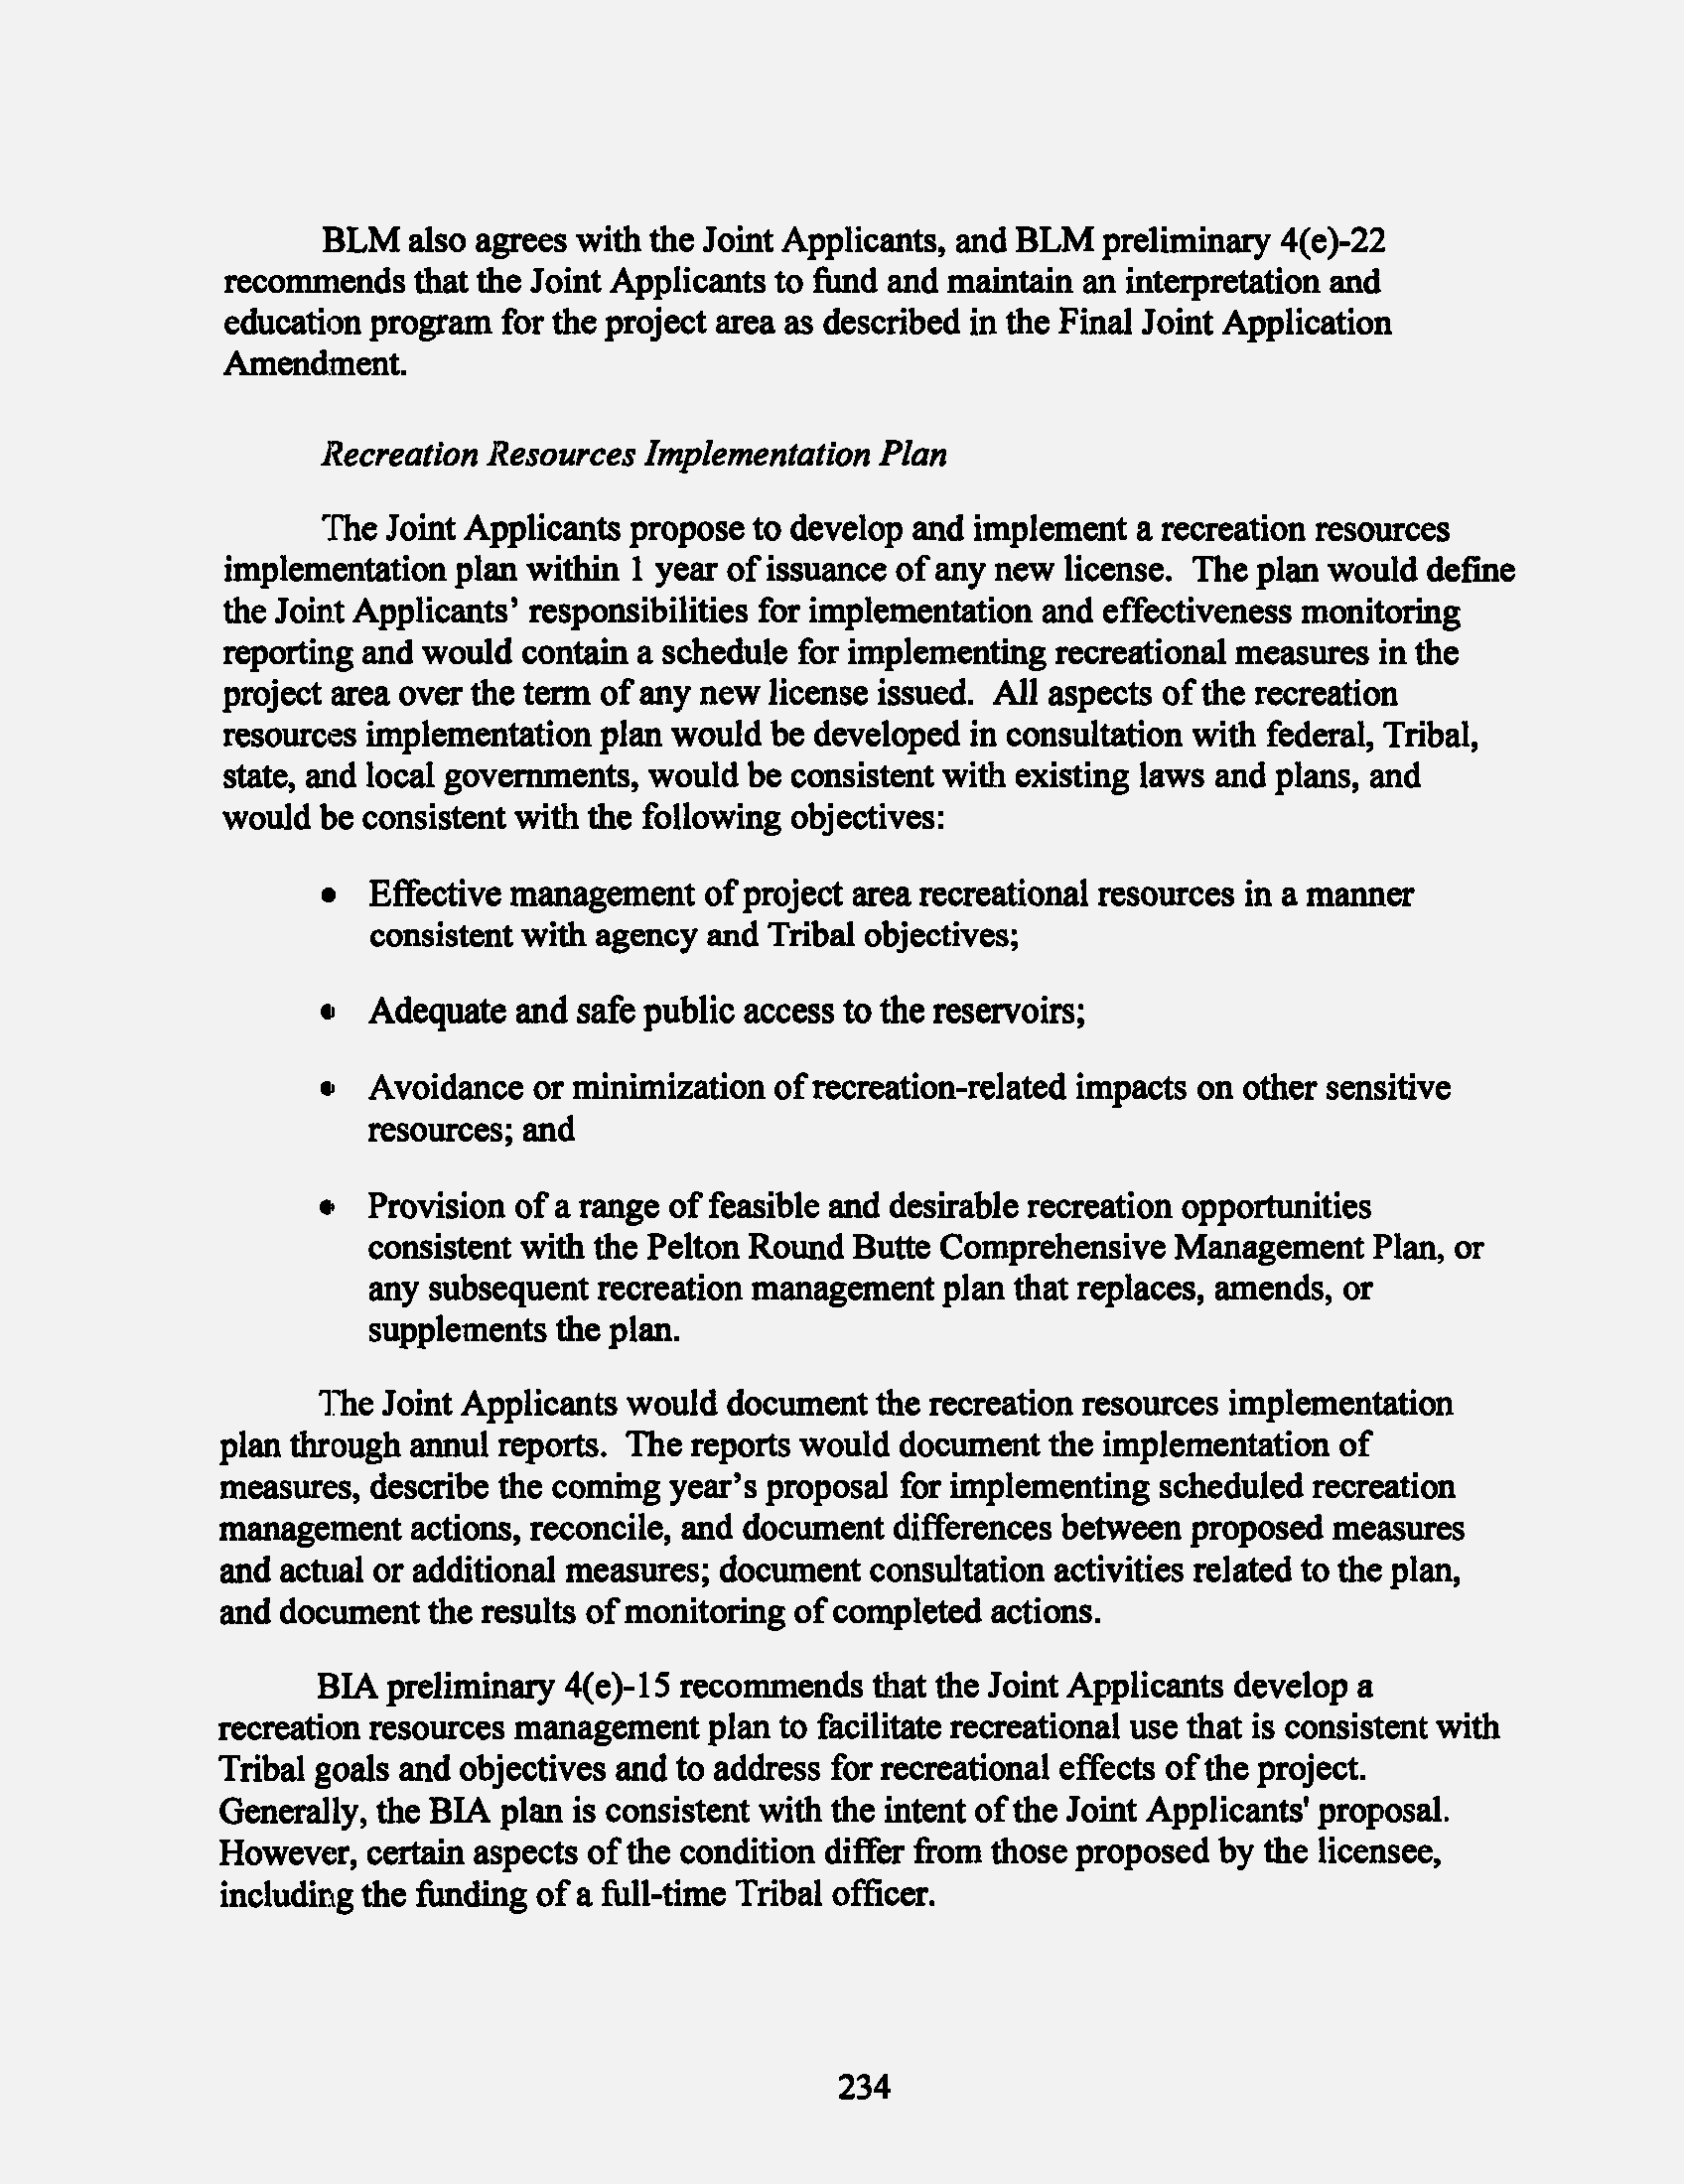 BLM also agrees with the Joint Applicants, and BLM preliminary 4(e)-22
recommends that the Joint Applicants to fund and maintain an interpretation and
education program for the project area as described in the Final Joint Application
Amendment.
Recreation Resources Implementation Plan
The Joint Applicants propose to develop and implement a recreation resources
implementation plan within 1 year of issuance of any new license.  The plan would define
the Joint Applicants’ responsibilities for implementation and effectiveness monitoring
reporting and would contain a schedule for implementing recreational measures in the
project area over the term of any new license issued.  All aspects of the recreation
resources implementation plan would be developed in consultation with federal, Tribal,
state, and local governments, would be consistent with existing laws and plans, and
would be consistent with the following objectives:
• Effective management of project area recreational resources in a manner
consistent with agency and Tribal objectives;
• Adequate and safe public access to the reservoirs;
• Avoidance or minimization of recreation-related impacts on other sensitive
resources; and
• Provision of a range of feasible and desirable recreation opportunities
consistent with the Pelton Round Butte Comprehensive Management Plan, or
any subsequent recreation management plan that replaces, amends, or
supplements the plan.
The Joint Applicants would document the recreation resources implementation
plan through annul reports.  The reports would document the implementation of
measures, describe the coming year’s proposal for implementing scheduled recreation
management actions, reconcile, and document differences between proposed measures
and actual or additional measures; document consultation activities related to the plan,
and document the results of monitoring of completed actions.
BIA preliminary 4(e)-15 recommends that the Joint Applicants develop a
recreation resources management plan to facilitate recreational use that is consistent with
Tribal goals and objectives and to address for recreational effects of the project.
Generally, the BIA plan is consistent with the intent of the Joint Applicants' proposal.
However, certain aspects of the condition differ from those proposed by the licensee,
including the funding of a full-time Tribal officer.
234